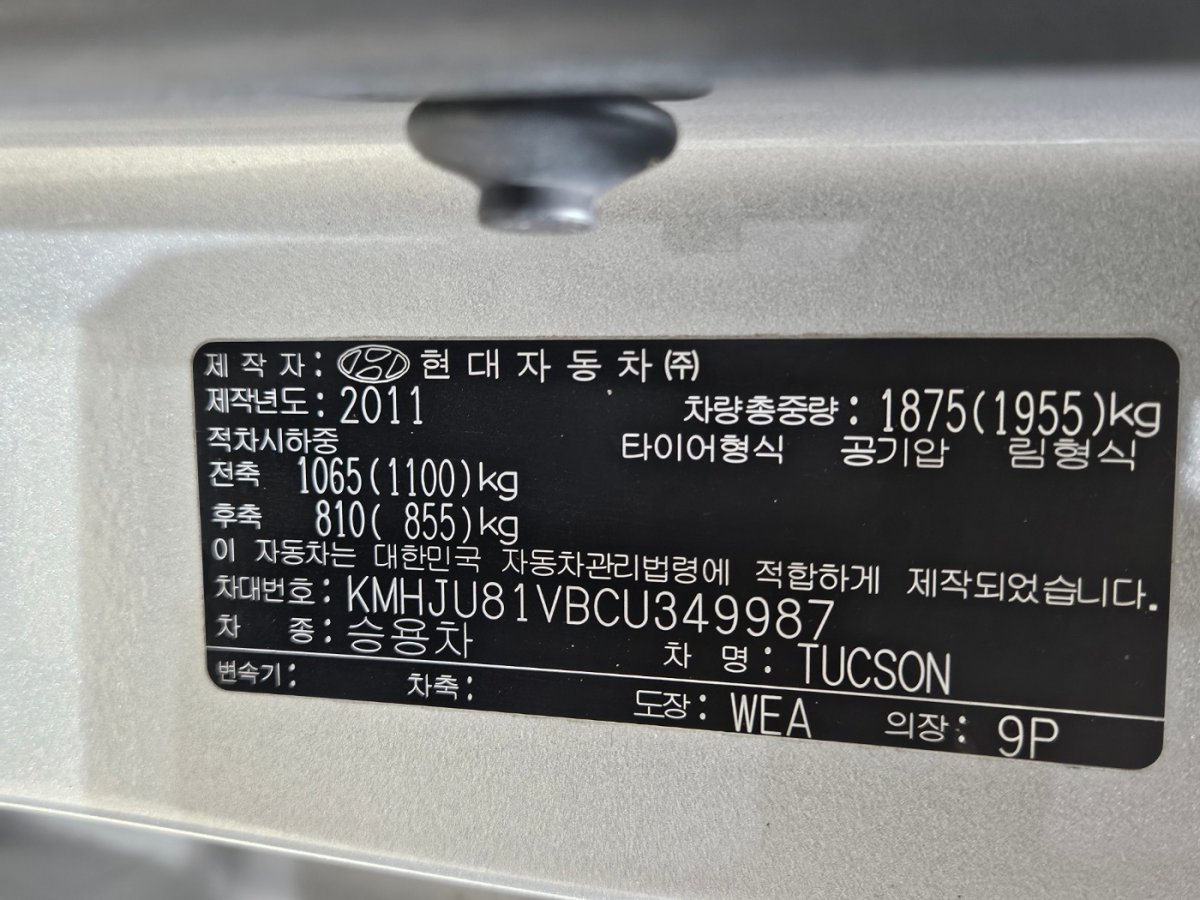 제 작 자 : 현 대 자 동 차 ㈜
제작년도 : 2011 차량총중량 : 1875(1955)kg
적차시하중 타이어형식 공기압 림형식
전축 1065(1100)kg
후축 810( 855)kg
이 자동차는 대한민국 자동차관리법령에 적합하게 제작되었습니다.
차대번호 : KMHJU81VBCU349987
차 종 : 승용차 차 명 : TUCSON
변속기 : 차축 : 도장 : WEA 의장 : 9P